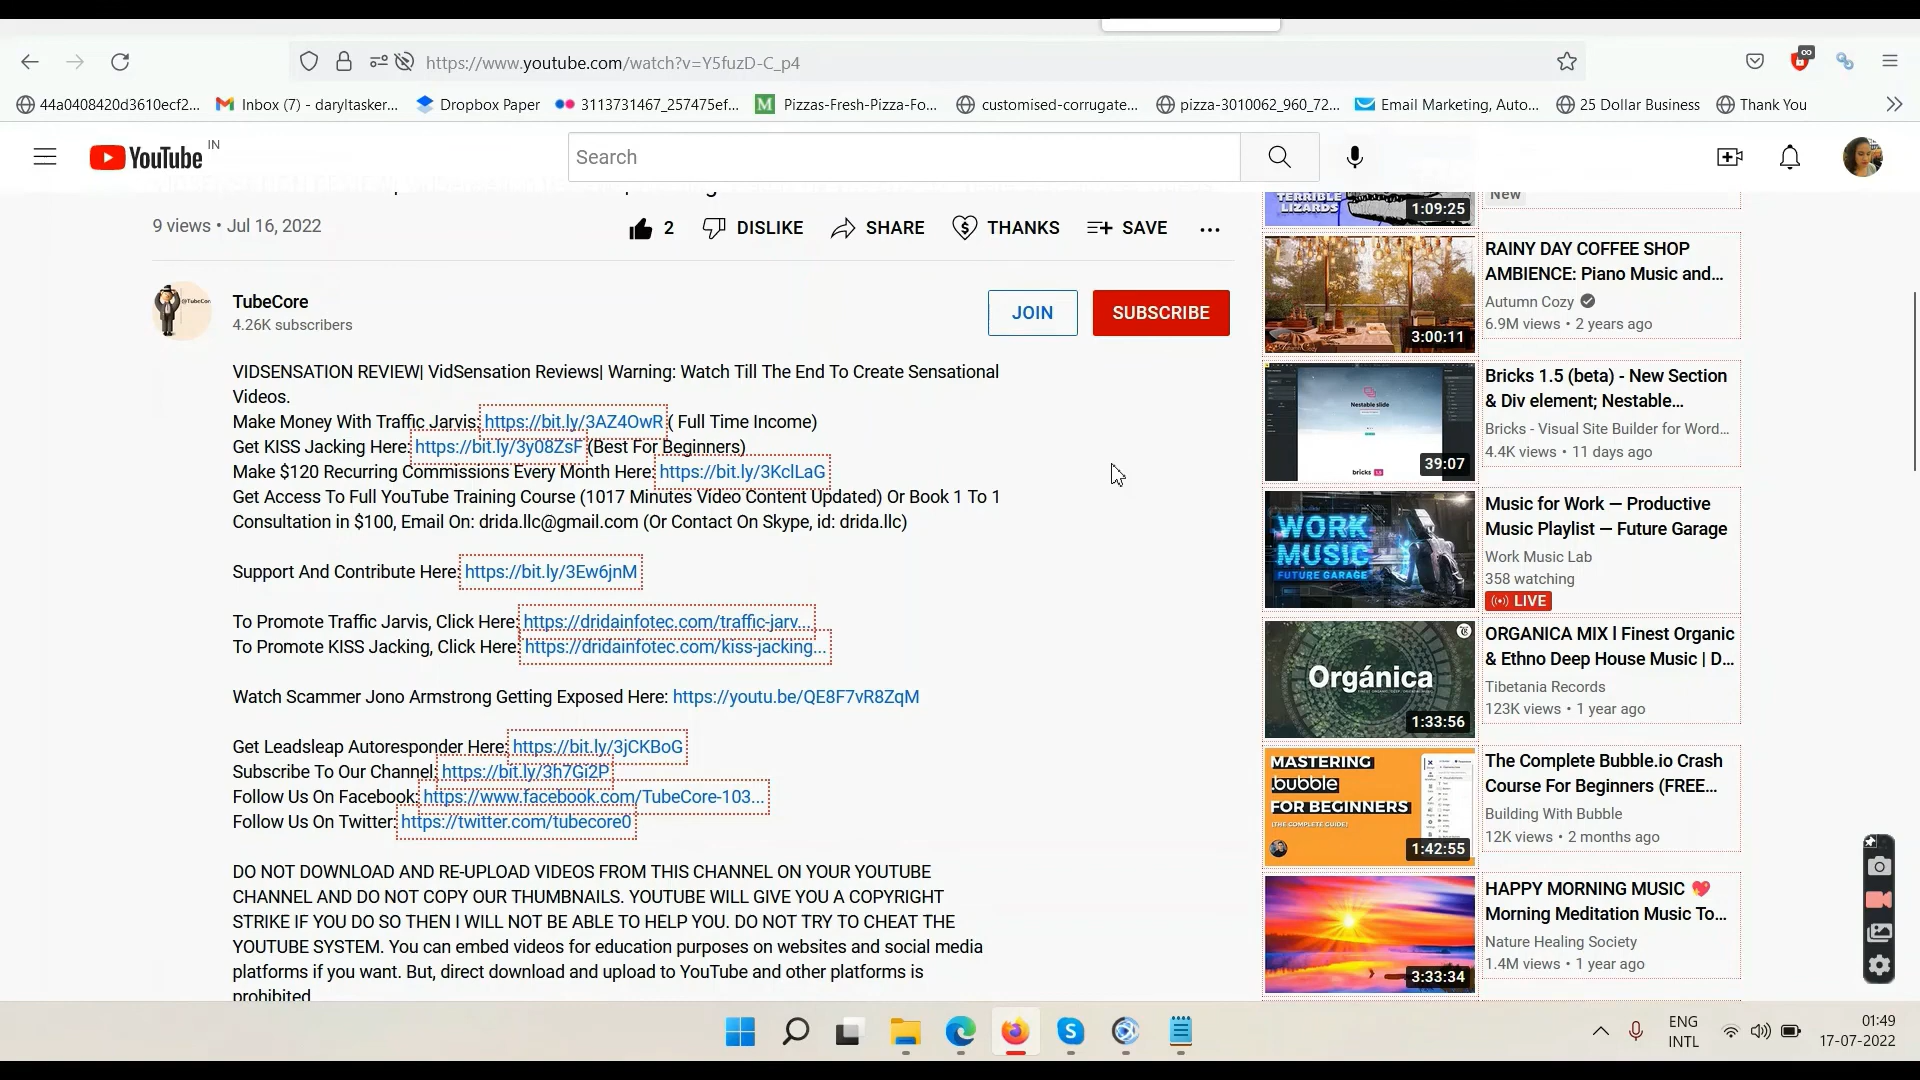 https://www.youtube.com/watch?v=Y5fuzD-C_p4
44a0408420d3610ecf2...
Inbox (7) - daryltasker...
Dropbox Paper
3113731467_257475ef...
Pizzas-Fresh-Pizza-Fo...
customised-corrugate...
pizza-3010062_960_72...
Email Marketing, Auto...
25 Dollar Business
Thank You
YouTube IN
Search
9 views • Jul 16, 2022
2
DISLIKE
SHARE
THANKS
SAVE
TubeCore
4.26K subscribers
JOIN
SUBSCRIBE
VIDSENSATION REVIEW| VidSensation Reviews| Warning: Watch Till The End To Create Sensational
Videos.
Make Money With Traffic Jarvis: https://bit.ly/3AZ4OwR ( Full Time Income)
Get KISS Jacking Here: https://bit.ly/3y08ZsF (Best For Beginners)
Make $120 Recurring Commissions Every Month Here: https://bit.ly/3KclLaG
Get Access To Full YouTube Training Course (1017 Minutes Video Content Updated) Or Book 1 To 1
Consultation in $100, Email On: drida.llc@gmail.com (Or Contact On Skype, id: drida.llc)
Support And Contribute Here: https://bit.ly/3Ew6jnM
To Promote Traffic Jarvis, Click Here: https://dridainfotec.com/traffic-jarv...
To Promote KISS Jacking, Click Here: https://dridainfotec.com/kiss-jacking...
Watch Scammer Jono Armstrong Getting Exposed Here: https://youtu.be/QE8F7vR8ZqM
Get Leadsleap Autoresponder Here: https://bit.ly/3jCKBoG
Subscribe To Our Channel: https://bit.ly/3h7Gi2P
Follow Us On Facebook: https://www.facebook.com/TubeCore-103...
Follow Us On Twitter: https://twitter.com/tubecore0
DO NOT DOWNLOAD AND RE-UPLOAD VIDEOS FROM THIS CHANNEL ON YOUR YOUTUBE
CHANNEL AND DO NOT COPY OUR THUMBNAILS. YOUTUBE WILL GIVE YOU A COPYRIGHT
STRIKE IF YOU DO SO THEN I WILL NOT BE ABLE TO HELP YOU. DO NOT TRY TO CHEAT THE
YOUTUBE SYSTEM. You can embed videos for education purposes on websites and social media
platforms if you want. But, direct download and upload to YouTube and other platforms is
prohibited
TERRIBLE
LIZARDS
1:09:25
New
3:00:11
RAINY DAY COFFEE SHOP
AMBIENCE: Piano Music and...
Autumn Cozy
6.9M views • 2 years ago
Nestable slide
bricks
39:07
Bricks 1.5 (beta) - New Section
& Div element; Nestable...
Bricks - Visual Site Builder for Word...
4.4K views • 11 days ago
WORK
MUSIC
FUTURE GARAGE
Music for Work — Productive
Music Playlist — Future Garage
Work Music Lab
358 watching
LIVE
Orgánica
1:33:56
ORGANICA MIX l Finest Organic
& Ethno Deep House Music | D...
Tibetania Records
123K views • 1 year ago
MASTERING
bubble
FOR BEGINNERS
(THE COMPLETE GUIDE)
1:42:55
The Complete Bubble.io Crash
Course For Beginners (FREE...
Building With Bubble
12K views • 2 months ago
3:33:34
HAPPY MORNING MUSIC 💖
Morning Meditation Music To...
Nature Healing Society
1.4M views • 1 year ago
ENG
INTL
01:49
17-07-2022